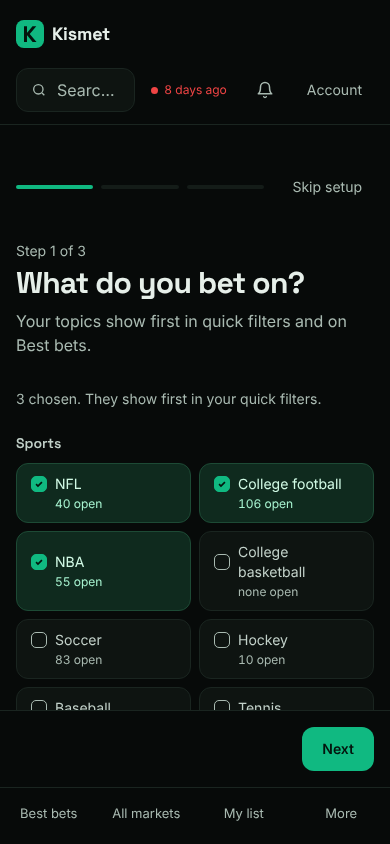 Kismet
Searc...
8 days ago
Account
Skip setup
Step 1 of 3
What do you bet on?
Your topics show first in quick filters and on
Best bets.
3 chosen. They show first in your quick filters.
Sports
NFL
40 open
College football
106 open
NBA
55 open
College
basketball
none open
Soccer
83 open
Hockey
10 open
Baseball
Tennis
Next
Best bets
All markets
My list
More